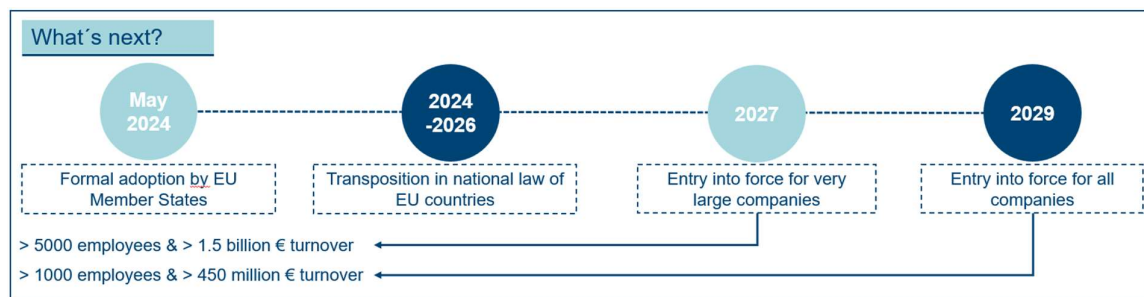 What´s next?
May
2024
2024
-2026
2027
2029
Formal adoption by EU
Member States
Transposition in national law of
EU countries
Entry into force for very
large companies
Entry into force for all
companies
> 5000 employees & > 1.5 billion € turnover
> 1000 employees & > 450 million € turnover